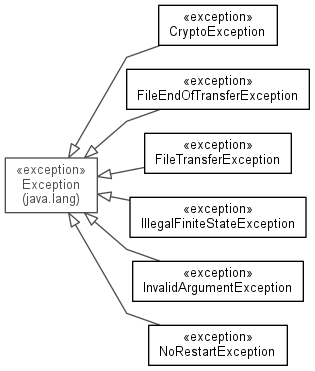 «exception»
CryptoException
«exception»
FileEndOfTransferException
«exception»
FileTransferException
«exception»
Exception
(java.lang)
«exception»
IllegalFiniteStateException
«exception»
InvalidArgumentException
«exception»
NoRestartException